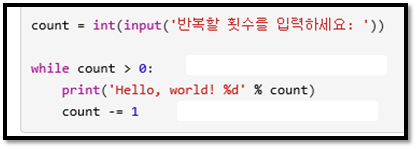 count = int(input('반복할 횟수를 입력하세요: '))
while count > 0:
    print('Hello, world! %d' % count)
    count -= 1